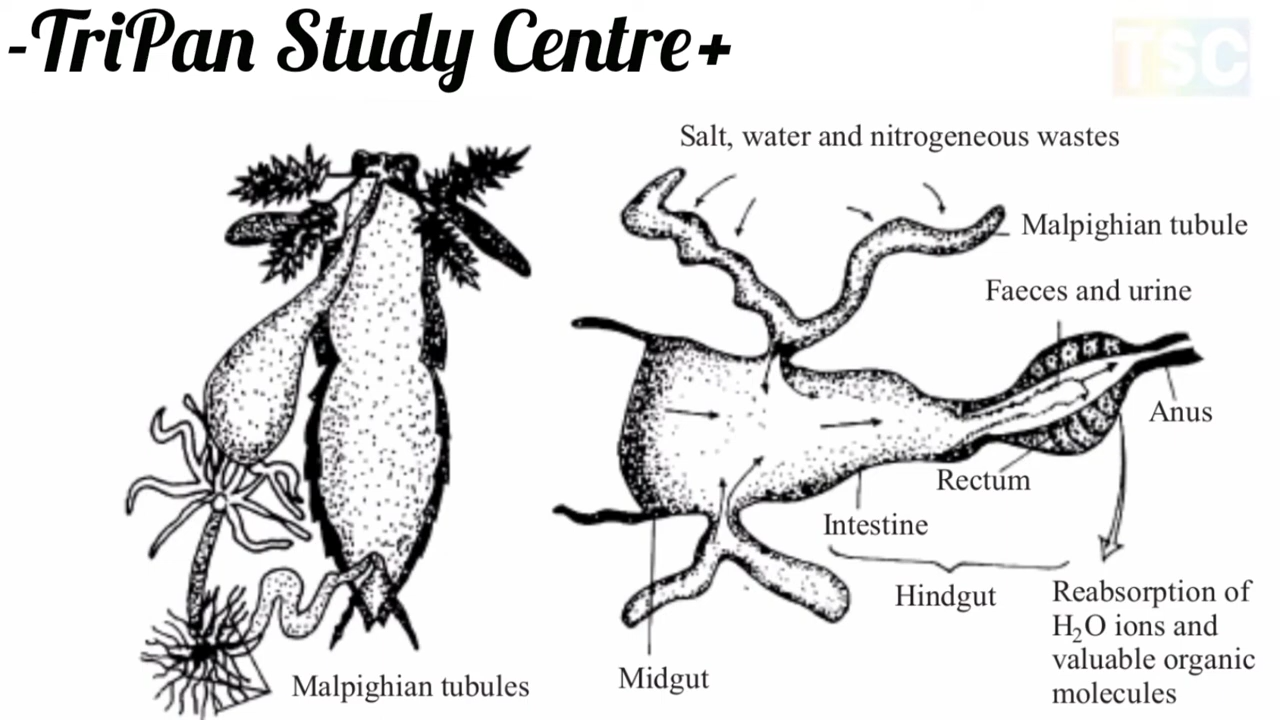 -TriPan Study Centre+
TSC
Salt, water and nitrogeneous wastes
Malpighian tubule
Faeces and urine
Anus
Rectum
Intestine
Hindgut
Reabsorption of
H₂O ions and
valuable organic
molecules
Midgut
Malpighian tubules